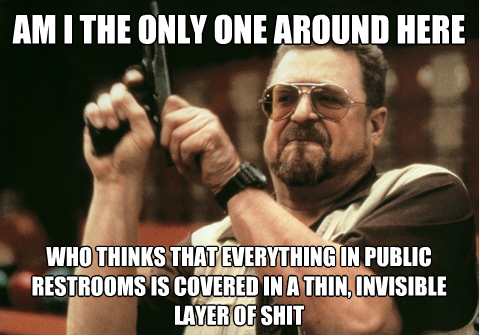 AM I THE ONLY ONE AROUND HERE
WHO THINKS THAT EVERYTHING IN PUBLIC
RESTROOMS IS COVERED IN A THIN, INVISIBLE
LAYER OF SHIT